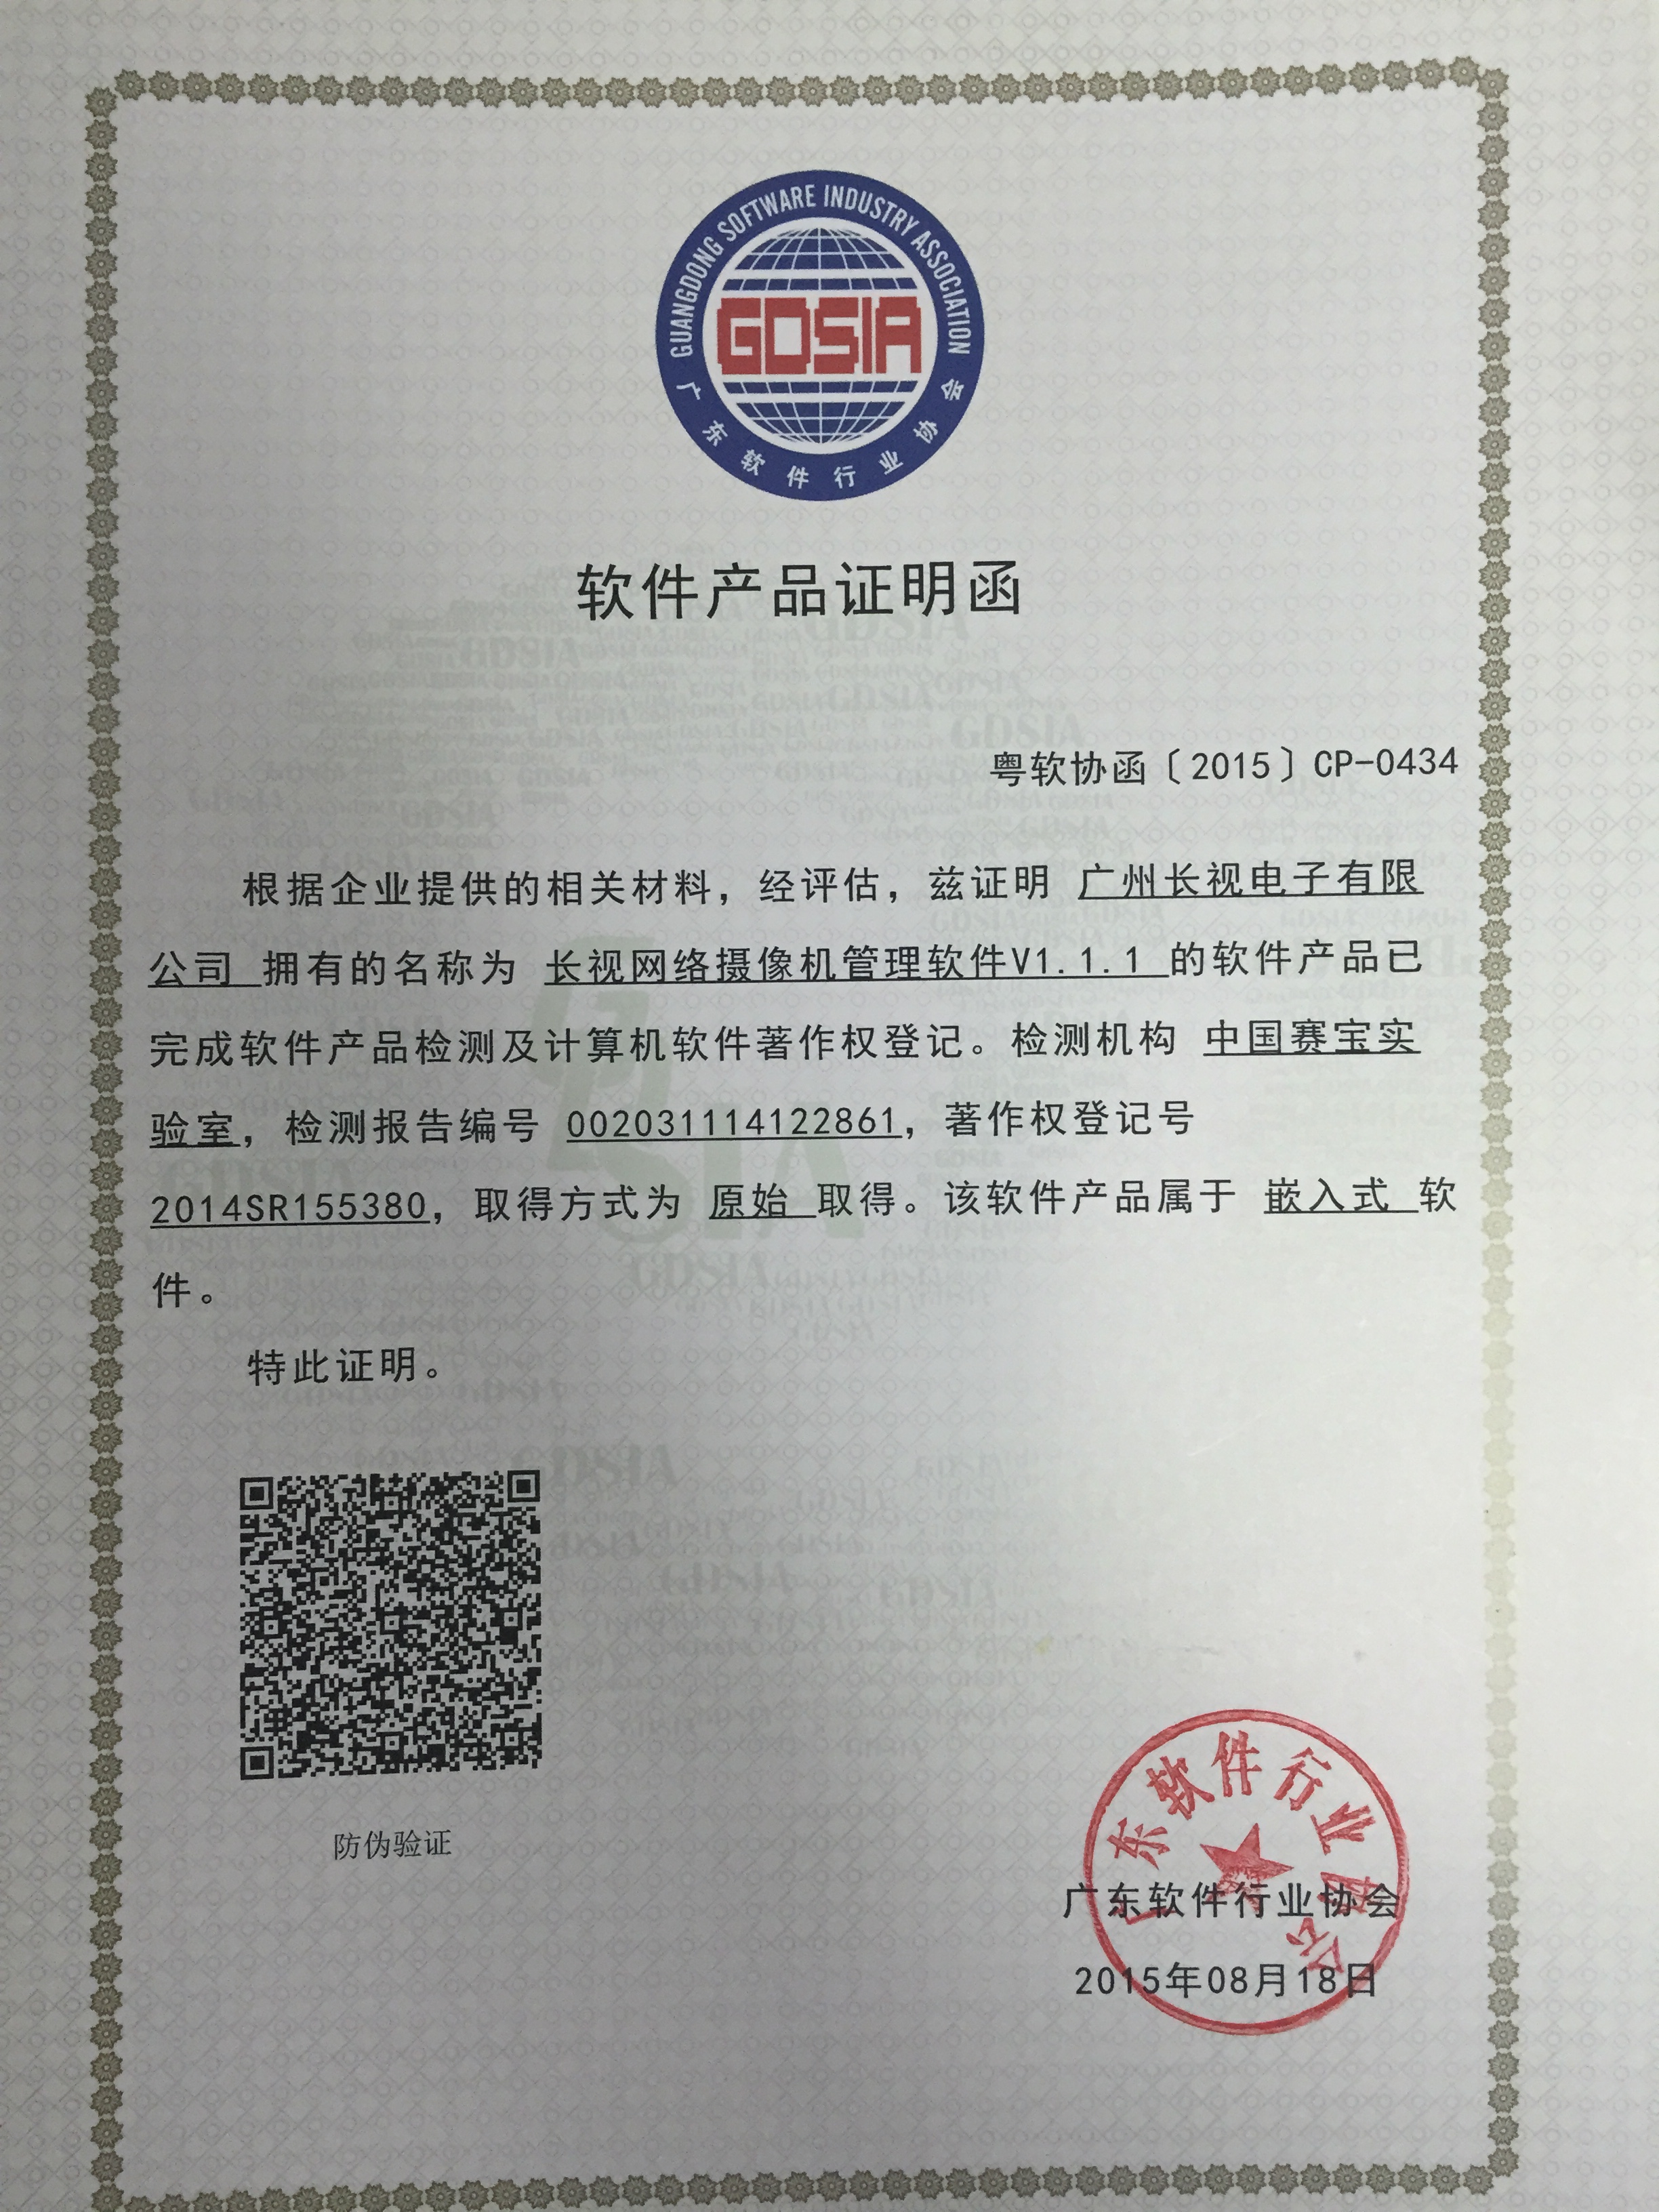 GUANGDONG SOFTWARE INDUSTRY ASSOCIATION
GDSIA
广东软件行业协会
软件产品证明函
粤软协函〔2015〕CP-0434
根据企业提供的相关材料，经评估，兹证明 广州长视电子有限
公司 拥有的名称为 长视网络摄像机管理软件V1.1.1 的软件产品已
完成软件产品检测及计算机软件著作权登记。检测机构 中国赛宝实
验室，检测报告编号 002031114122861，著作权登记号
2014SR155380，取得方式为 原始 取得。该软件产品属于 嵌入式 软
件。
特此证明。
防伪验证
广东软件行业协会
广东软件行业协会
2015年08月18日